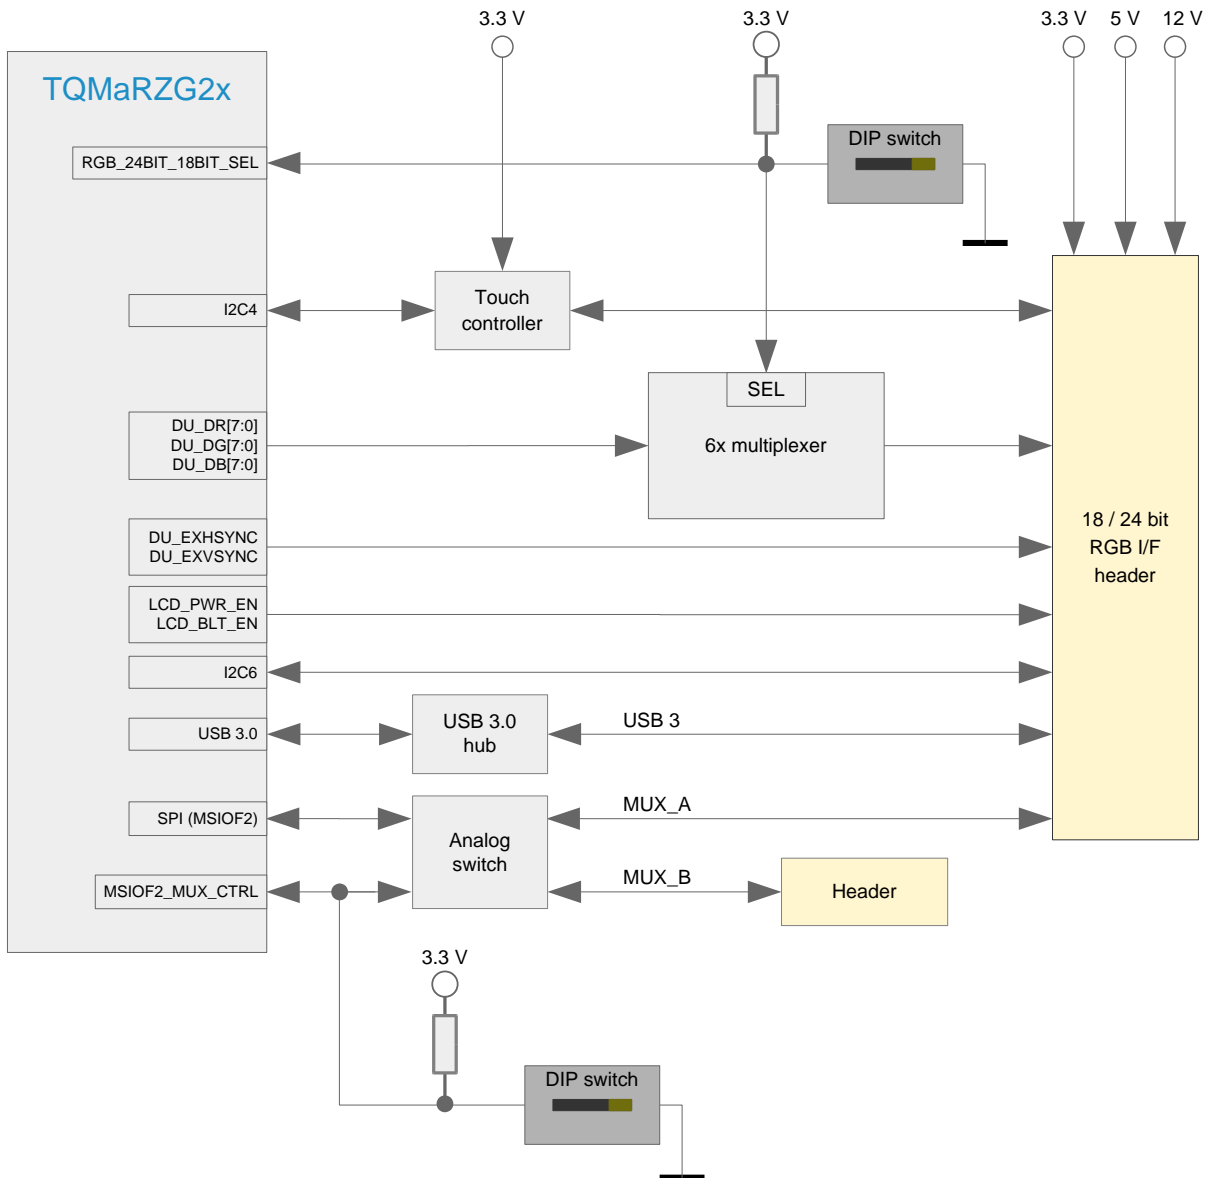 3.3 V
3.3 V
3.3 V
5 V
12 V
TQMaRZG2x
DIP switch
RGB_24BIT_18BIT_SEL
I2C4
Touch
controller
SEL
DU_DR[7:0]
DU_DG[7:0]
DU_DB[7:0]
6x multiplexer
DU_EXHSYNC
DU_EXVSYNC
18 / 24 bit
RGB I/F
header
LCD_PWR_EN
LCD_BLT_EN
I2C6
USB 3.0
USB 3.0
hub
USB 3
SPI (MSIOF2)
Analog
switch
MUX_A
MSIOF2_MUX_CTRL
MUX_B
Header
3.3 V
DIP switch